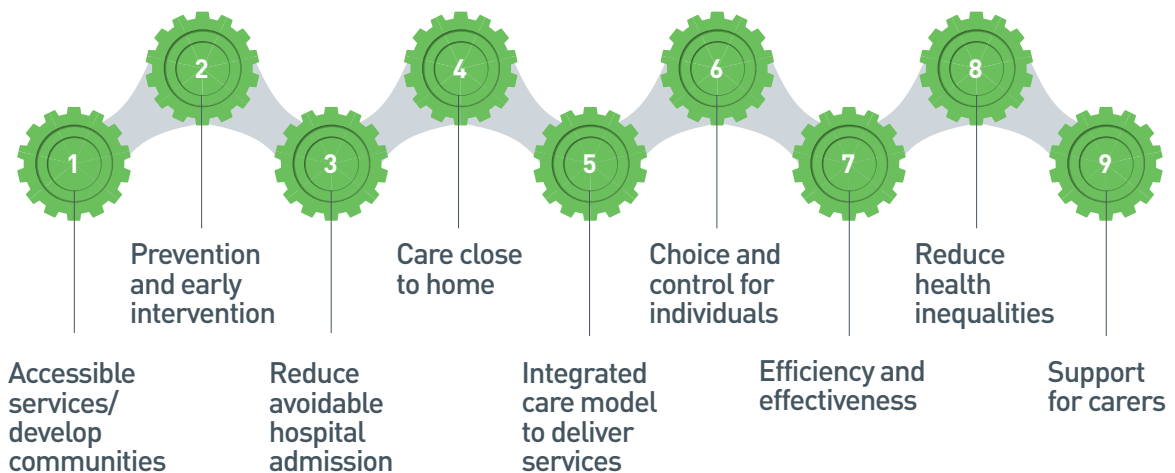 1
Accessible
services/
develop
communities
2
Prevention
and early
intervention
3
Reduce
avoidable
hospital
admission
4
Care close
to home
5
Integrated
care model
to deliver
services
6
Choice and
control for
individuals
7
Efficiency and
effectiveness
8
Reduce
health
inequalities
9
Support
for carers